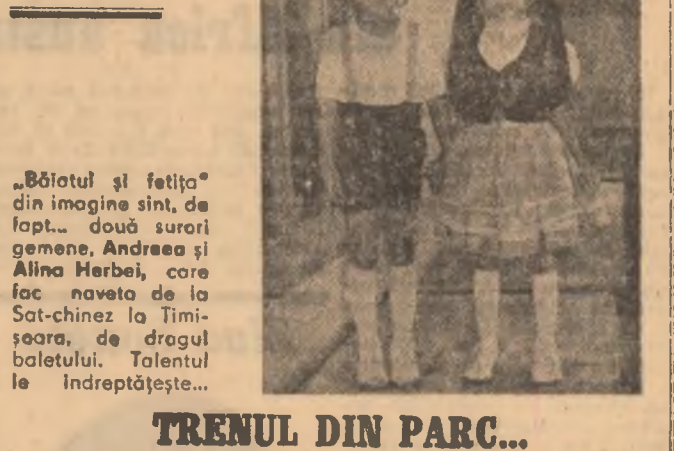 „Băiatul și fetița"
din imagine sînt, de
fapt... două surori
gemene, Andreea și
Alina Herbei, care
fac naveta de la
Sat-chinez la Timi-
șoara, de dragul
baletului. Talentul
le îndreptățește...
TRENUL DIN PARC...